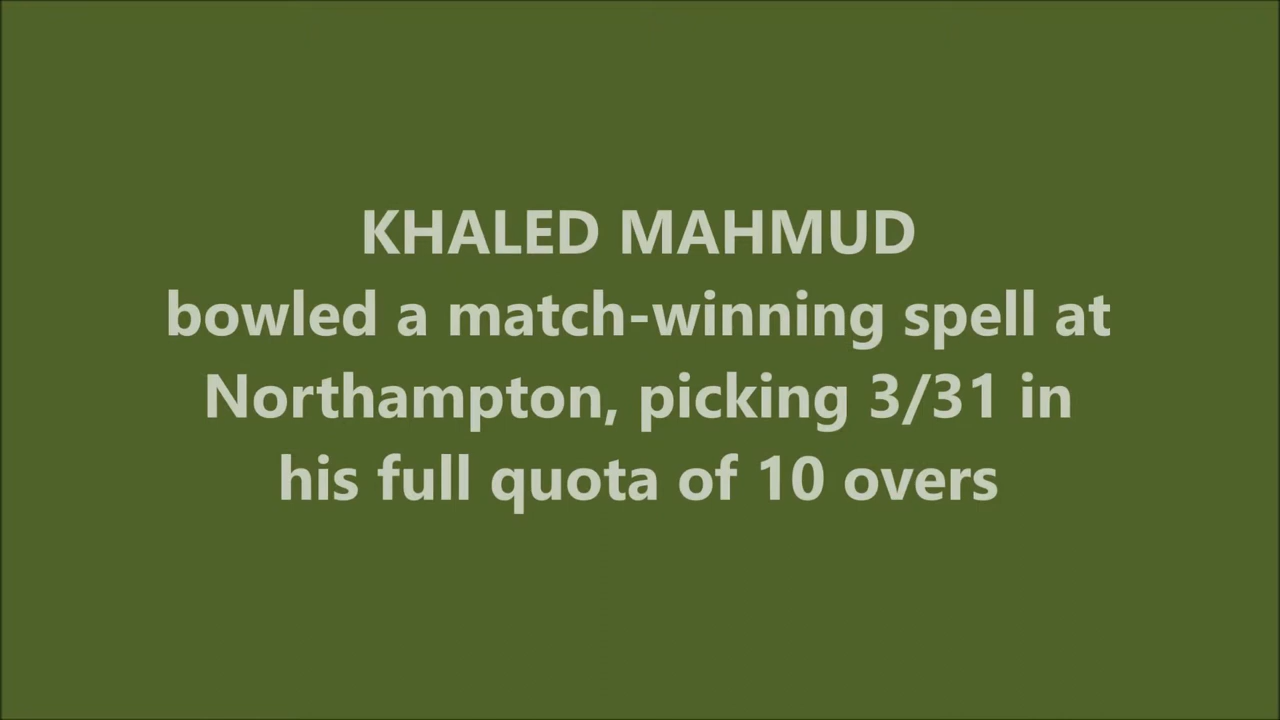 KHALED MAHMUD
bowled a match-winning spell at
Northampton, picking 3/31 in
his full quota of 10 overs